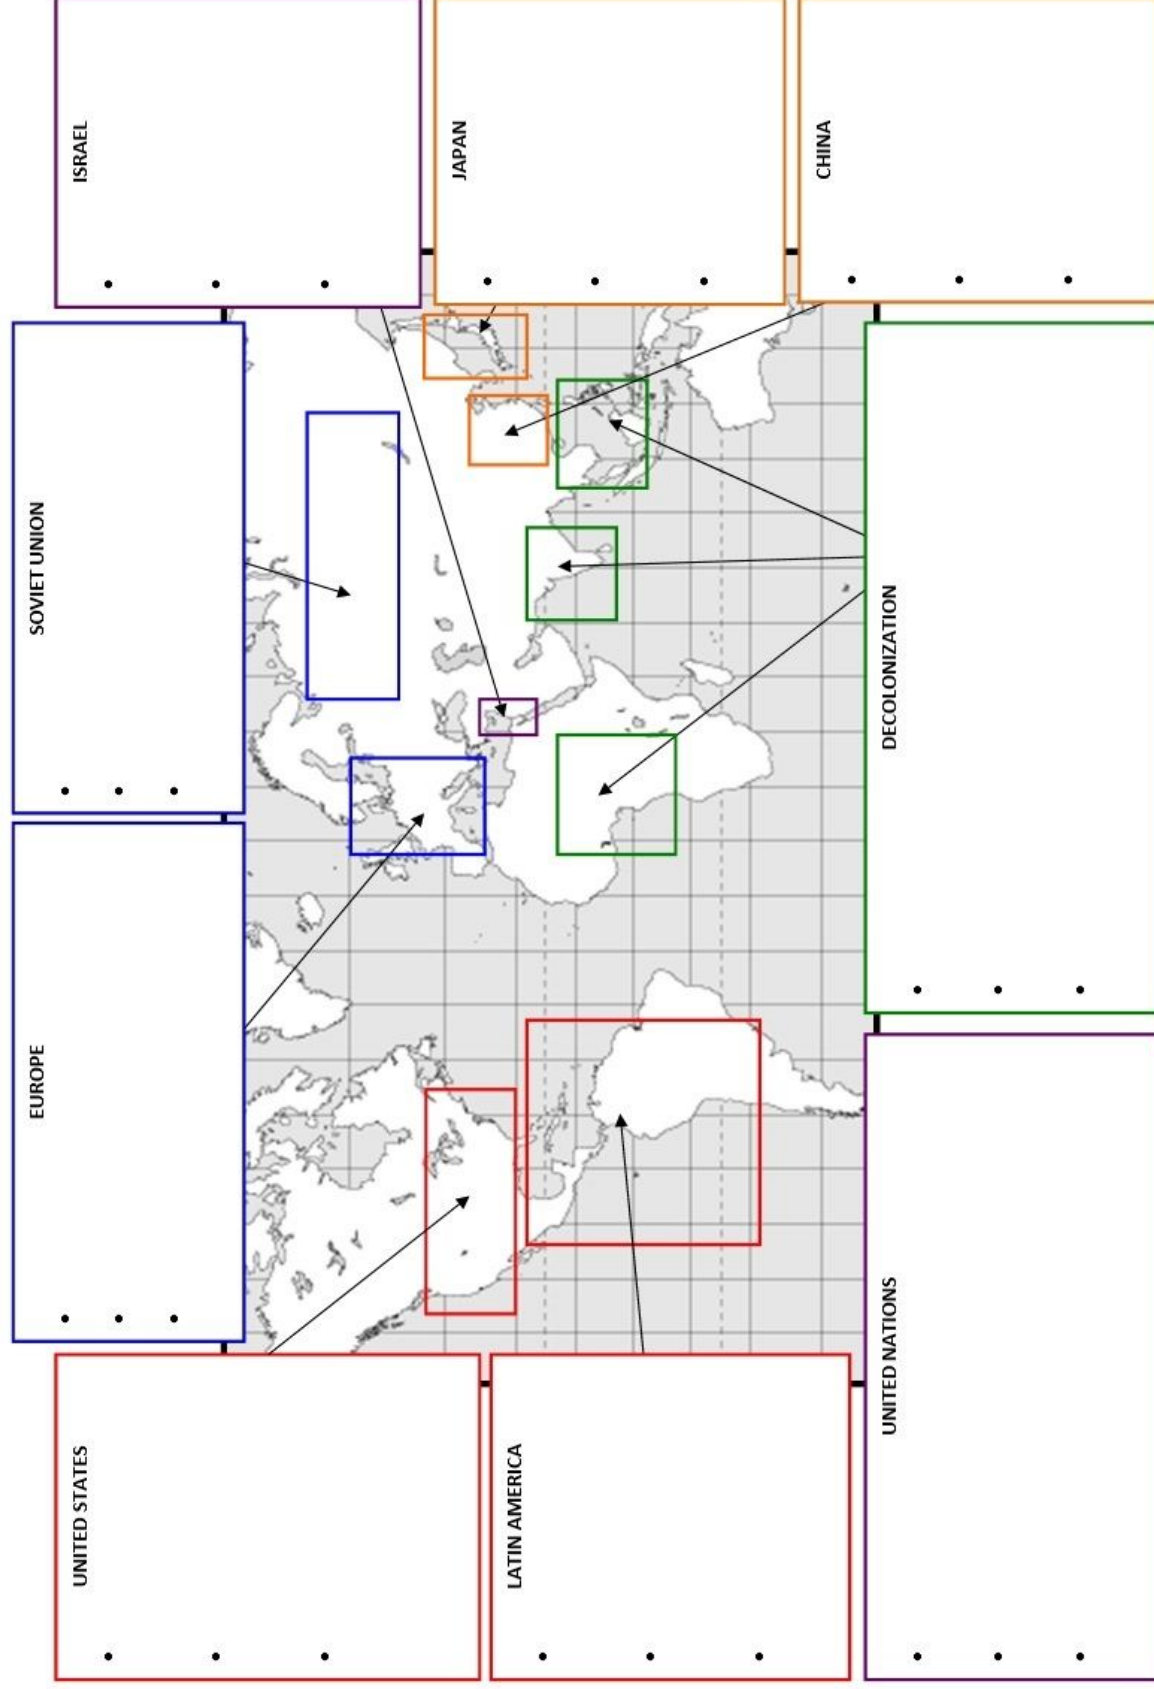 EUROPE
SOVIET UNION
UNITED STATES
ISRAEL
LATIN AMERICA
JAPAN
UNITED NATIONS
DECOLONIZATION
CHINA